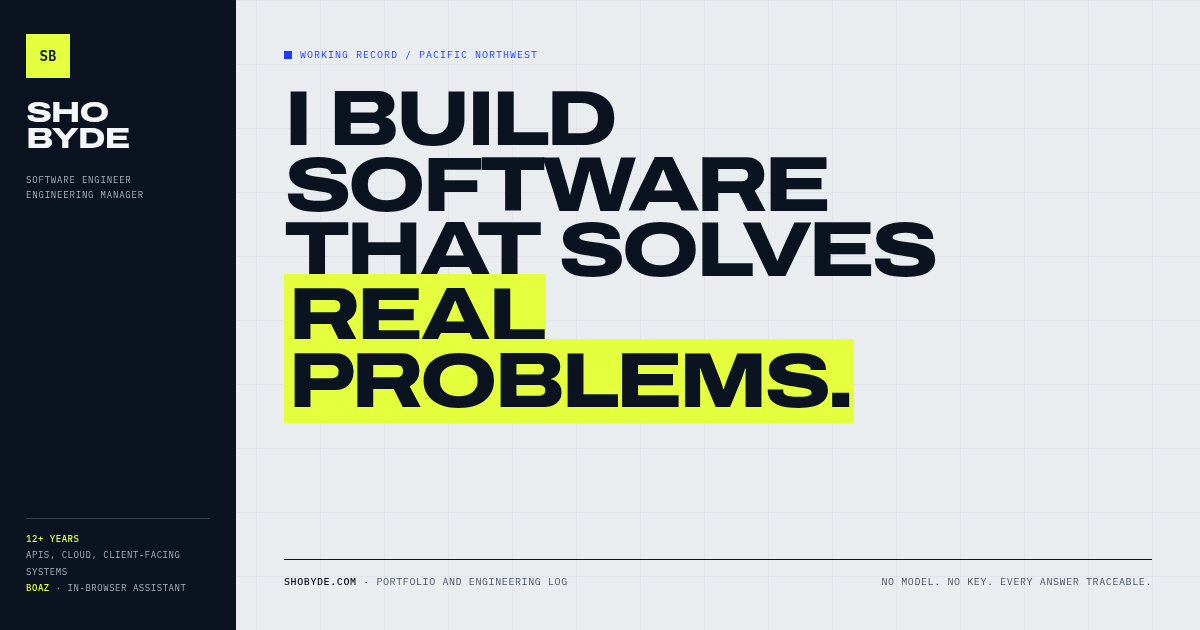 SB
SHO
BYDE
SOFTWARE ENGINEER
ENGINEERING MANAGER
12+ YEARS
APIS, CLOUD, CLIENT-FACING
SYSTEMS
BOAZ · IN-BROWSER ASSISTANT
WORKING RECORD / PACIFIC NORTHWEST
I BUILD
SOFTWARE
THAT SOLVES
REAL
PROBLEMS.
SHOBYDE.COM · PORTFOLIO AND ENGINEERING LOG
NO MODEL. NO KEY. EVERY ANSWER TRACEABLE.